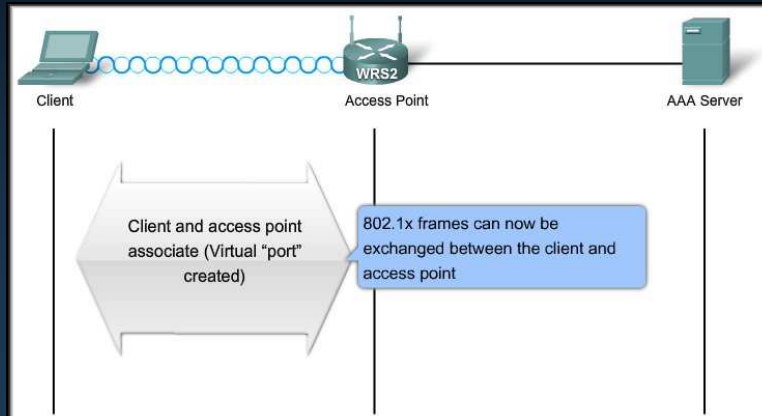 WRS2
Client
Access Point
AAA Server
Client and access point
associate (Virtual “port”
created)
802.1x frames can now be
exchanged between the client and
access point